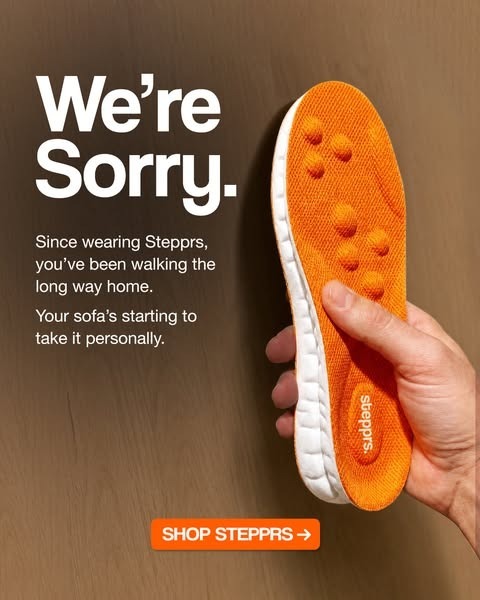 We’re
Sorry.
Since wearing Stepprs,
you’ve been walking the
long way home.
Your sofa’s starting to
take it personally.
stepprs.
SHOP STEPPRS →